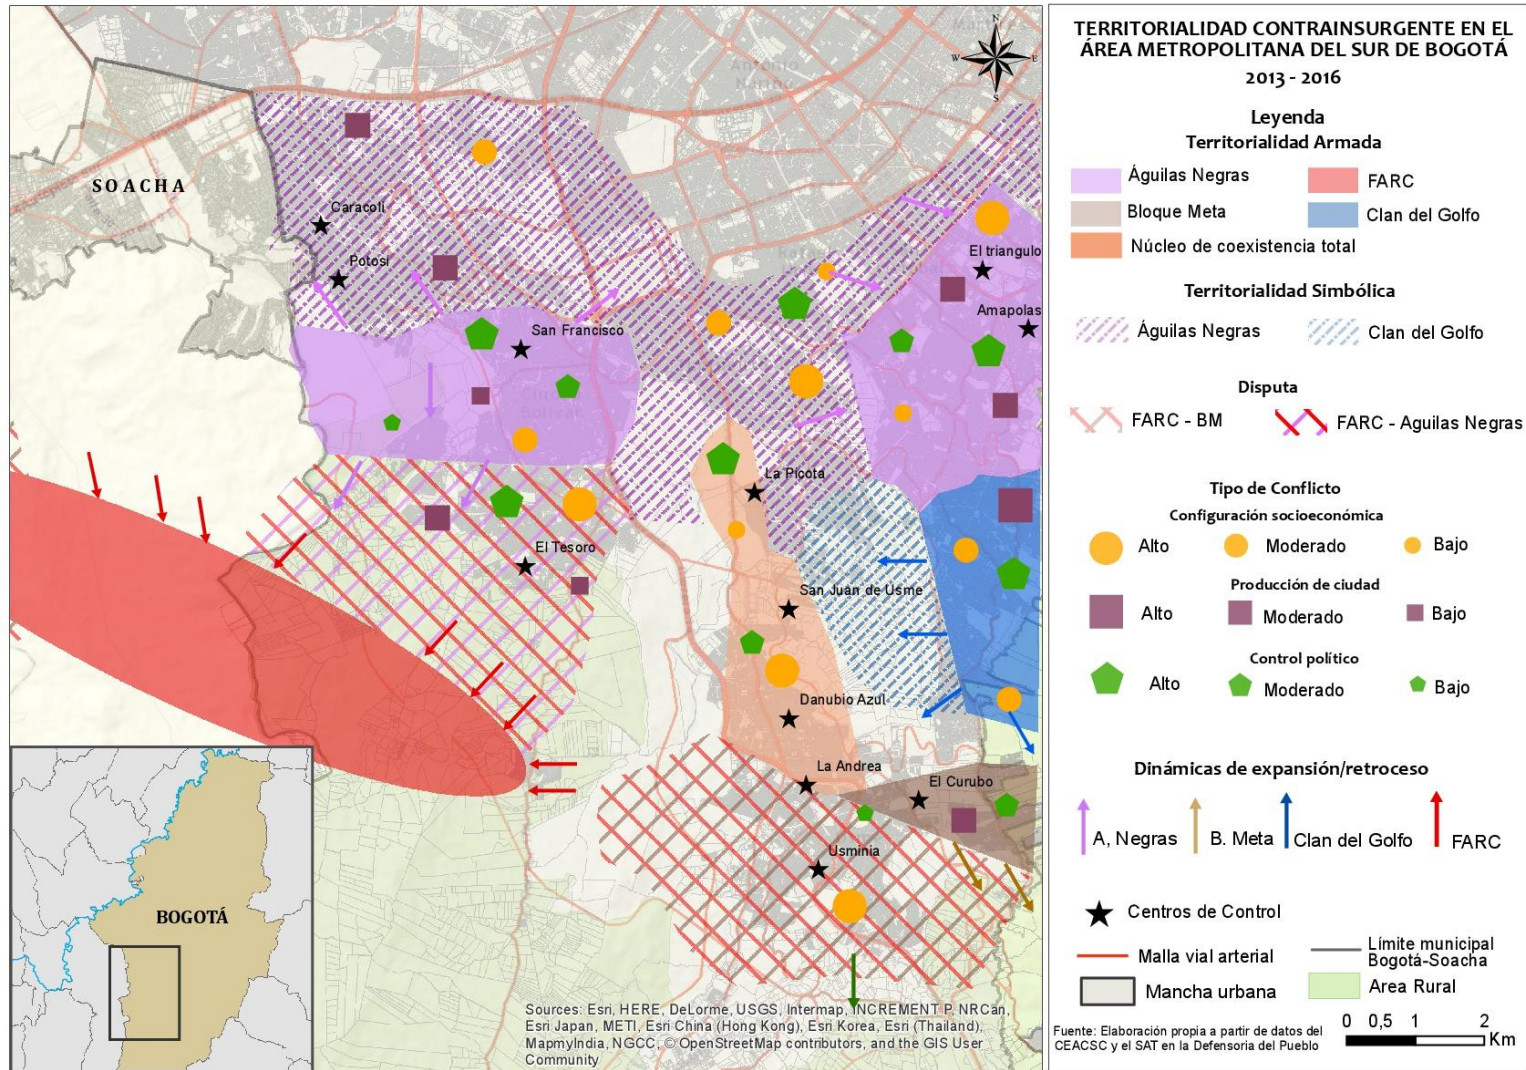 SOACHA
Caracoli
Potosi
San Francisco
El triangulo
Amapolas
La Picota
El Tesoro
San Juan de Usme
Danubio Azul
La Andrea
El Curubo
Usminia
BOGOTÁ
N
W
E
S
Sources: Esri, HERE, DeLorme, USGS, Intermap, INCREMENT P, NRCan,
Esri Japan, METI, Esri China (Hong Kong), Esri Korea, Esri (Thailand),
MapmyIndia, NGCC, © OpenStreetMap contributors, and the GIS User
Community
TERRITORIALIDAD CONTRAINSURGENTE EN EL
ÁREA METROPOLITANA DEL SUR DE BOGOTÁ
2013 - 2016
Leyenda
Territorialidad Armada
Águilas Negras
FARC
Bloque Meta
Clan del Golfo
Núcleo de coexistencia total
Territorialidad Simbólica
Águilas Negras
Clan del Golfo
Disputa
FARC - BM
FARC - Aguilas Negras
Tipo de Conflicto
Configuración socioeconómica
Alto
Moderado
Bajo
Producción de ciudad
Alto
Moderado
Bajo
Control político
Alto
Moderado
Bajo
Dinámicas de expansión/retroceso
A, Negras
B. Meta
Clan del Golfo
FARC
Centros de Control
Malla vial arterial
Límite municipal
Bogotá-Soacha
Mancha urbana
Area Rural
Fuente: Elaboración propia a partir de datos del
CEACSC y el SAT en la Defensoria del Pueblo
0 0,5 1 2
Km